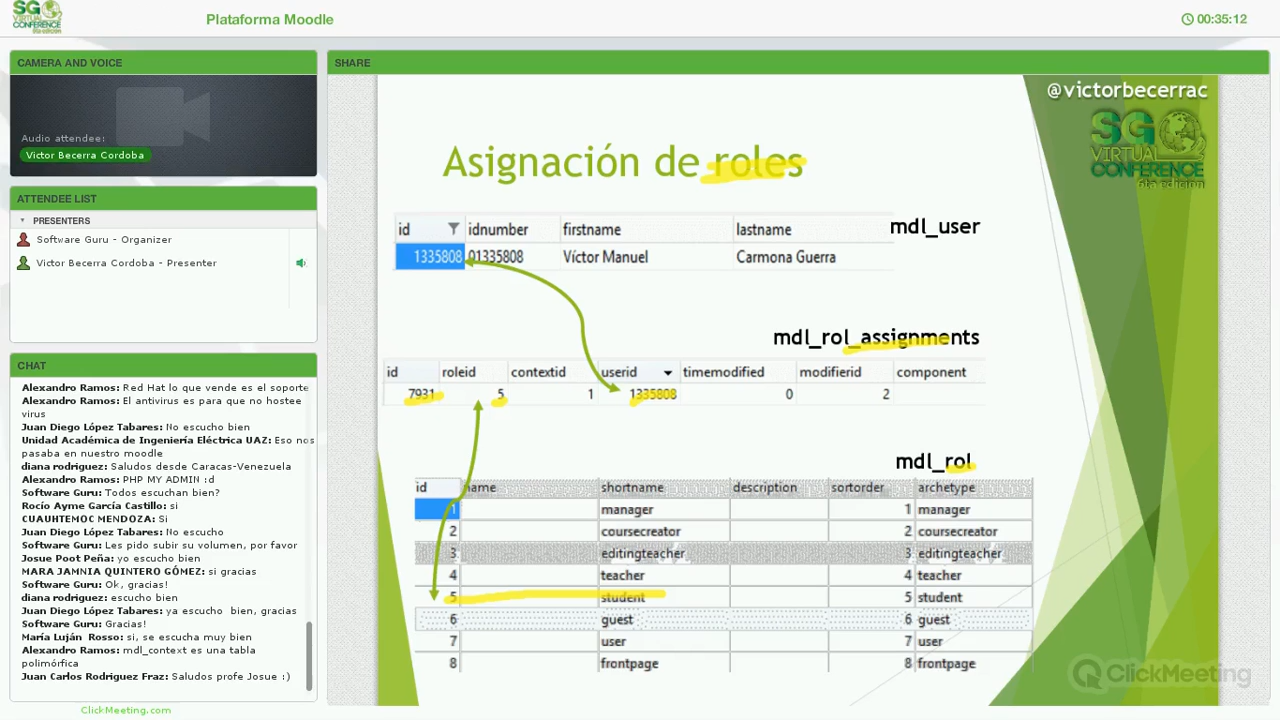 SG
VIRTUAL
CONFERENCE
6ta edición
Plataforma Moodle
00:35:12
CAMERA AND VOICE
Audio attendee:
Victor Becerra Cordoba
ATTENDEE LIST
PRESENTERS
Software Guru - Organizer
Victor Becerra Cordoba - Presenter
CHAT
Alexandro Ramos: Red Hat lo que vende es el soporte
Alexandro Ramos: El antivirus es para que no hostee
virus
Juan Diego López Tabares: No escucho bien
Unidad Académica de Ingeniería Eléctrica UAZ: Eso nos
pasaba en nuestro moodle
diana rodriguez: Saludos desde Caracas-Venezuela
Alexandro Ramos: PHP MY ADMIN :d
Software Guru: Todos escuchan bien?
Rocío Ayme García Castillo: si
CUAUHTEMOC MENDOZA: Si
Juan Diego López Tabares: No escucho
Software Guru: Les pido subir su volumen, por favor
Josue Poot Peña: yo escucho bien
MARA JAMNIA QUINTERO GÓMEZ: si gracias
Software Guru: Ok, gracias!
diana rodriguez: escucho bien
Juan Diego López Tabares: ya escucho bien, gracias
Software Guru: Gracias!
María Luján Rosso: si, se escucha muy bien
Alexandro Ramos: mdl_context es una tabla
polimórfica
Juan Carlos Rodriguez Fraz: Saludos profe Josue :)
ClickMeeting.com
SHARE
@victorbecerrac
SG
VIRTUAL
CONFERENCE
6ta edición
Asignación de roles
id idnumber firstname lastname mdl_user
1335808 01335808 Víctor Manuel Carmona Guerra
mdl_rol_assignments
id roleid contextid userid timemodified modifierid component
7931 5 1 1335808 0 2
mdl_rol
id name shortname description sortorder archetype
1 manager 1 manager
2 coursecreator 2 coursecreator
3 editingteacher 3 editingteacher
4 teacher 4 teacher
5 student 5 student
6 guest 6 guest
7 user 7 user
8 frontpage 8 frontpage
ClickMeeting